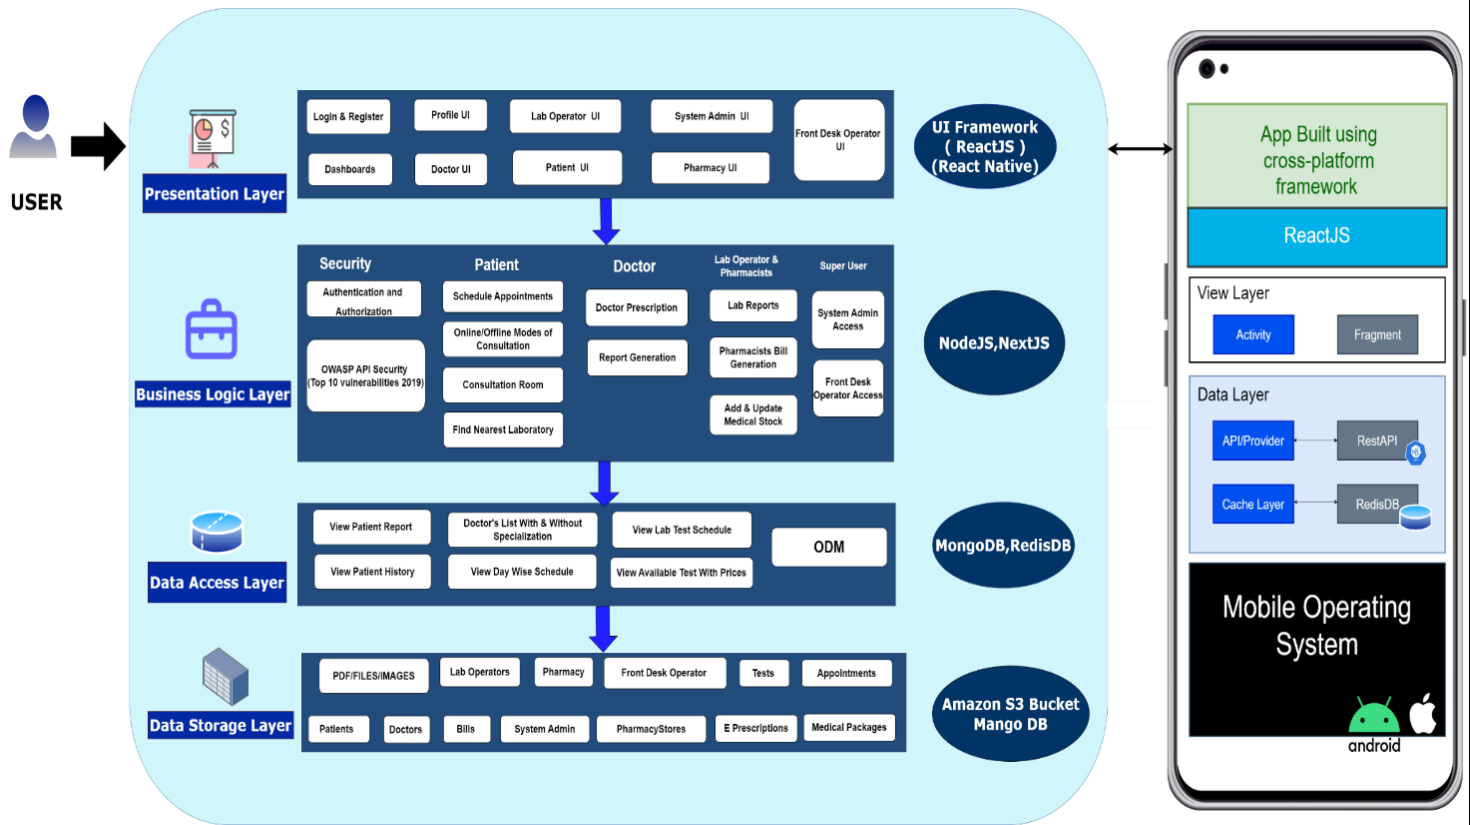 USER
Presentation Layer
Login & Register
Profile UI
Lab Operator UI
System Admin UI
Front Desk Operator
UI
Dashboards
Doctor UI
Patient UI
Pharmacy UI
UI Framework
( ReactJS )
(React Native)
Business Logic Layer
Security
Authentication and
Authorization
OWASP API Security
(Top 10 vulnerabilities 2019)
Patient
Schedule Appointments
Online/Offline Modes of
Consultation
Consultation Room
Find Nearest Laboratory
Doctor
Doctor Prescription
Report Generation
Lab Operator &
Pharmacists
Lab Reports
Pharmacists Bill
Generation
Add & Update
Medical Stock
Super User
System Admin
Access
Front Desk
Operator Access
NodeJS,NextJS
Data Access Layer
View Patient Report
Doctor's List With & Without
Specialization
View Lab Test Schedule
ODM
View Patient History
View Day Wise Schedule
View Available Test With Prices
MongoDB,RedisDB
Data Storage Layer
PDF/FILES/IMAGES
Lab Operators
Pharmacy
Front Desk Operator
Tests
Appointments
Patients
Doctors
Bills
System Admin
PharmacyStores
E Prescriptions
Medical Packages
Amazon S3 Bucket
Mango DB
App Built using
cross-platform
framework
ReactJS
View Layer
Activity
Fragment
Data Layer
API/Provider
RestAPI
Cache Layer
RedisDB
Mobile Operating
System
android